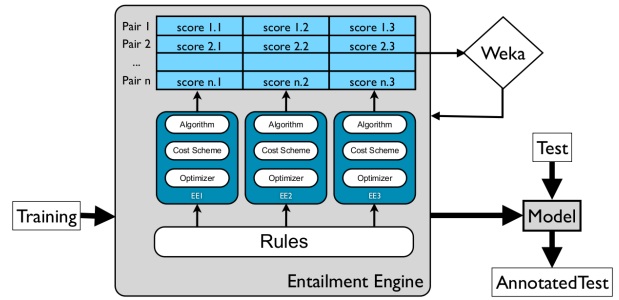 Pair 1 score 1.1 score 1.2 score 1.3
Pair 2 score 2.1 score 2.2 score 2.3
...
Pair n score n.1 score n.2 score n.3
Weka
Algorithm Algorithm Algorithm
Cost Scheme Cost Scheme Cost Scheme
Optimizer Optimizer Optimizer
EE1 EE2 EE3
Test
Training
Model
Rules
Entailment Engine
AnnotatedTest